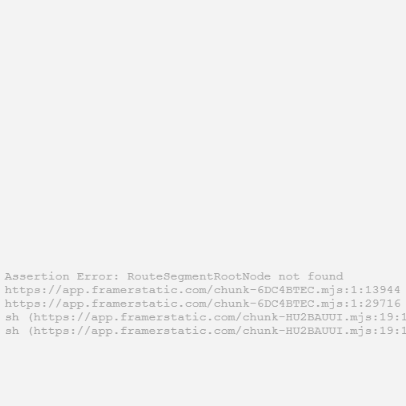 Assertion Error: RouteSegmentRootNode not found
https://app.framerstatic.com/chunk-6DC4BTEC.mjs:1:13944
https://app.framerstatic.com/chunk-6DC4BTEC.mjs:1:29716
sh (https://app.framerstatic.com/chunk-HU2BAUUI.mjs:19:1
sh (https://app.framerstatic.com/chunk-HU2BAUUI.mjs:19:1